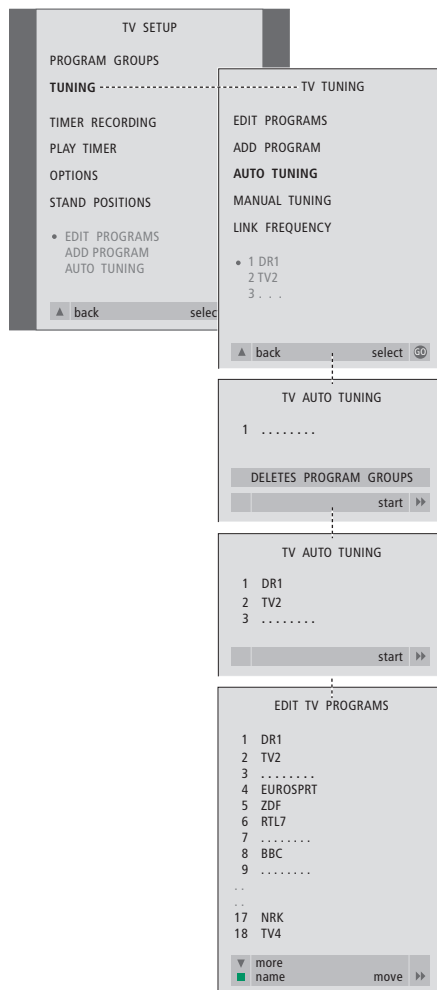 TV SETUP
PROGRAM GROUPS
TUNING
TIMER RECORDING
PLAY TIMER
OPTIONS
STAND POSITIONS
EDIT PROGRAMS
ADD PROGRAM
AUTO TUNING
back selec
TV TUNING
EDIT PROGRAMS
ADD PROGRAM
AUTO TUNING
MANUAL TUNING
LINK FREQUENCY
1 DR1
2 TV2
3 . . .
back select GO
TV AUTO TUNING
1 ........
DELETES PROGRAM GROUPS
start
TV AUTO TUNING
1 DR1
2 TV2
3 ........
start
EDIT TV PROGRAMS
1 DR1
2 TV2
3 ........
4 EUROSPRT
5 ZDF
6 RTL7
7 ........
8 BBC
9 ........
. .
. .
17 NRK
18 TV4
more
name move